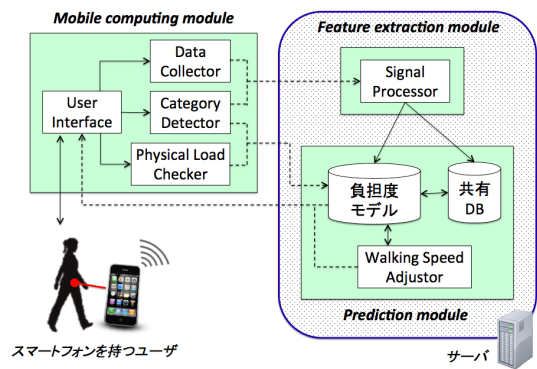 Mobile computing module
Feature extraction module
Data
Collector
User
Interface
Category
Detector
Physical Load
Checker
Signal
Processor
負担度
モデル
共有
DB
Walking Speed
Adjustor
Prediction module
スマートフォンを持つユーザ
サーバ